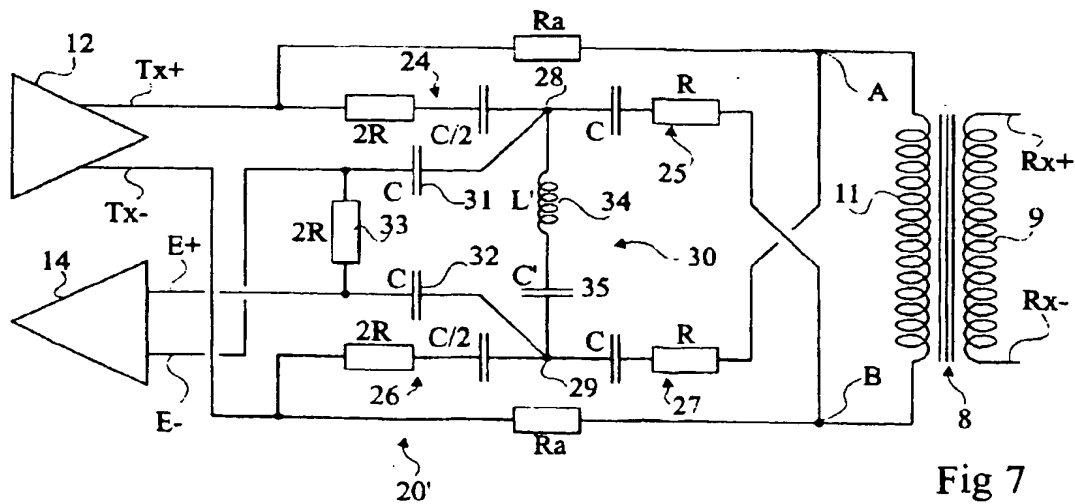 Ra
12
Tx+
24
28
R
A
2R
C/2
C
25
Rx+
Tx-
C
31
L'
34
11
9
2R
33
30
E+
14
32
C
C'
35
Rx-
2R
C/2
C
R
E-
26
29
27
B
8
Ra
20'
Fig 7